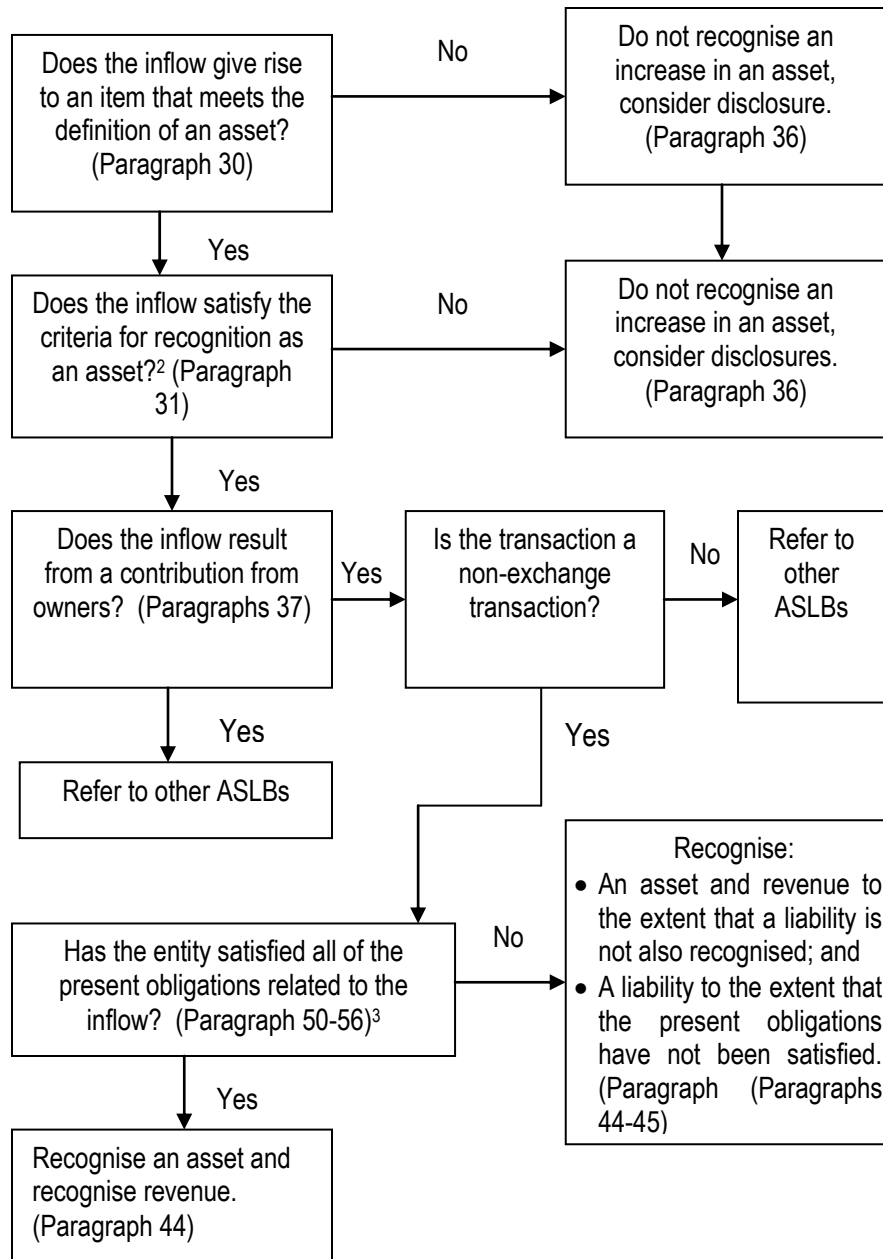 Does the inflow give rise
to an item that meets the
definition of an asset?
(Paragraph 30)
No
Do not recognise an
increase in an asset,
consider disclosure.
(Paragraph 36)
Yes
Does the inflow satisfy the
criteria for recognition as
an asset?² (Paragraph
31)
No
Do not recognise an
increase in an asset,
consider disclosures.
(Paragraph 36)
Yes
Does the inflow result
from a contribution from
owners? (Paragraphs 37)
Yes
Is the transaction a
non-exchange
transaction?
No
Refer to
other
ASLBs
Yes
Refer to other ASLBs
Yes
Has the entity satisfied all of the
present obligations related to the
inflow? (Paragraph 50-56)³
No
Recognise:
• An asset and revenue to
the extent that a liability is
not also recognised; and
• A liability to the extent that
the present obligations
have not been satisfied.
(Paragraph (Paragraphs
44-45)
Yes
Recognise an asset and
recognise revenue.
(Paragraph 44)